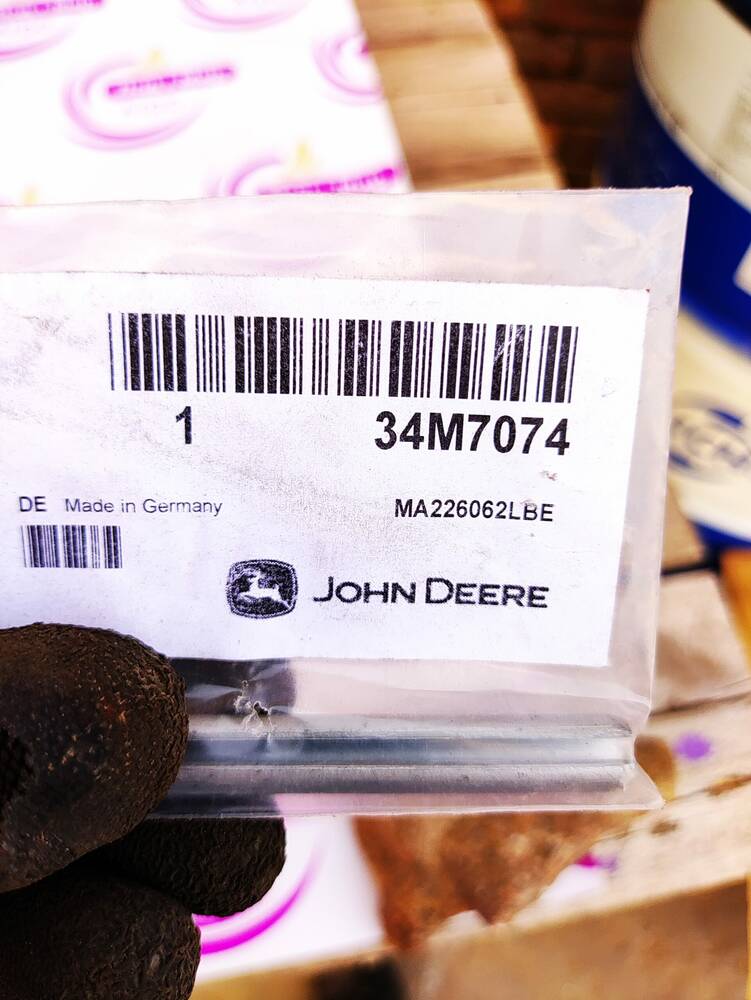 1 34M7074
DE Made in Germany MA226062LBE
JOHN DEERE